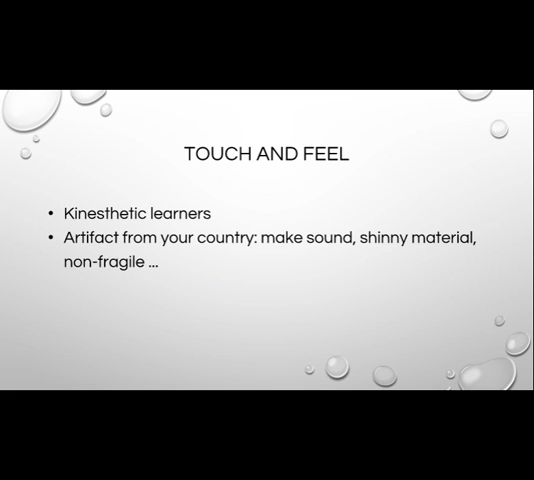 TOUCH AND FEEL
• Kinesthetic learners
• Artifact from your country: make sound, shinny material,
non-fragile ...